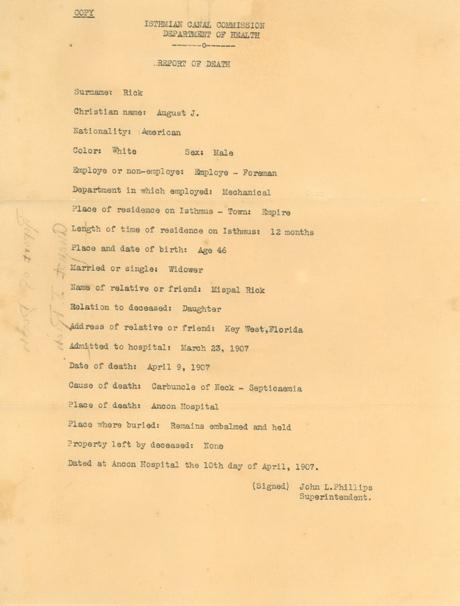 COPY
ISTHMIAN CANAL COMMISSION
DEPARTMENT OF HEALTH
------o------
REPORT OF DEATH
Surname: Rick
Christian name: August J.
Nationality: American
Color: White Sex: Male
Employe or non-employe: Employe - Foreman
Department in which employed: Mechanical
Place of residence on Isthmus - Town: Empire
Length of time of residence on Isthmus: 12 months
Place and date of birth: Age 46
Married or single: Widower
Name of relative or friend: Mispal Rick
Relation to deceased: Daughter
Address of relative or friend: Key West,Florida
Admitted to hospital: March 23, 1907
Date of death: April 9, 1907
Cause of death: Carbuncle of Neck - Septicaemia
Place of death: Ancon Hospital
Place where buried: Remains embalmed and held
Property left by deceased: None
Dated at Ancon Hospital the 10th day of April, 1907.
(Signed) John L.Phillips
Superintendent.